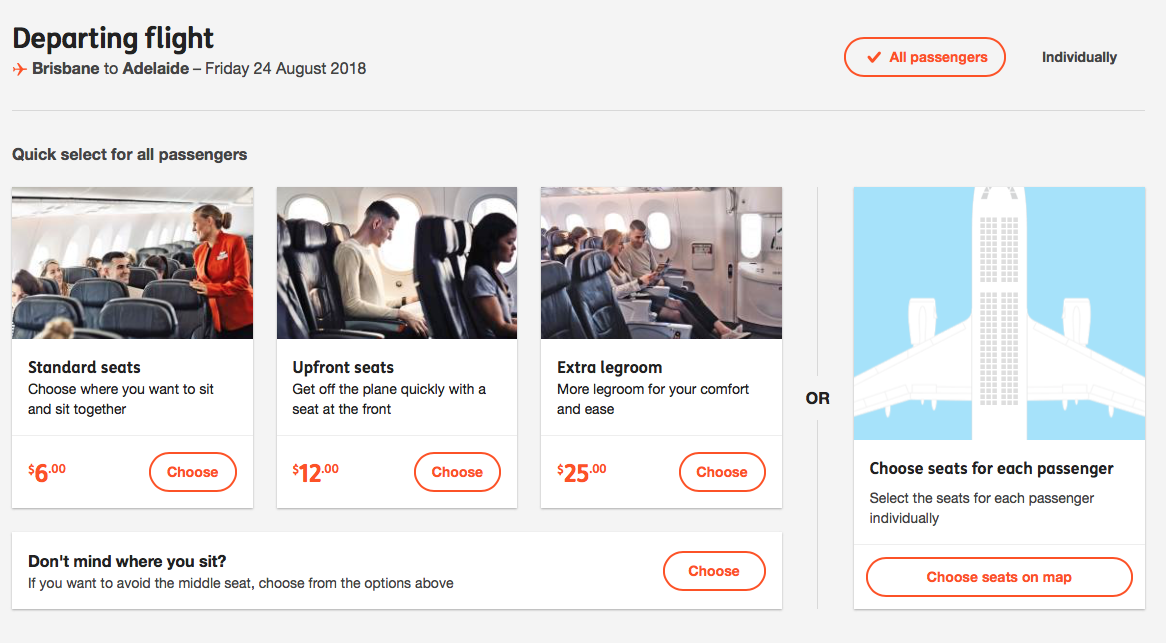 Departing flight
Brisbane to Adelaide – Friday 24 August 2018
All passengers
Individually
Quick select for all passengers
Standard seats
Choose where you want to sit
and sit together
$6.00
Choose
Upfront seats
Get off the plane quickly with a
seat at the front
$12.00
Choose
Extra legroom
More legroom for your comfort
and ease
$25.00
Choose
Don't mind where you sit?
If you want to avoid the middle seat, choose from the options above
Choose
OR
Choose seats for each passenger
Select the seats for each passenger
individually
Choose seats on map